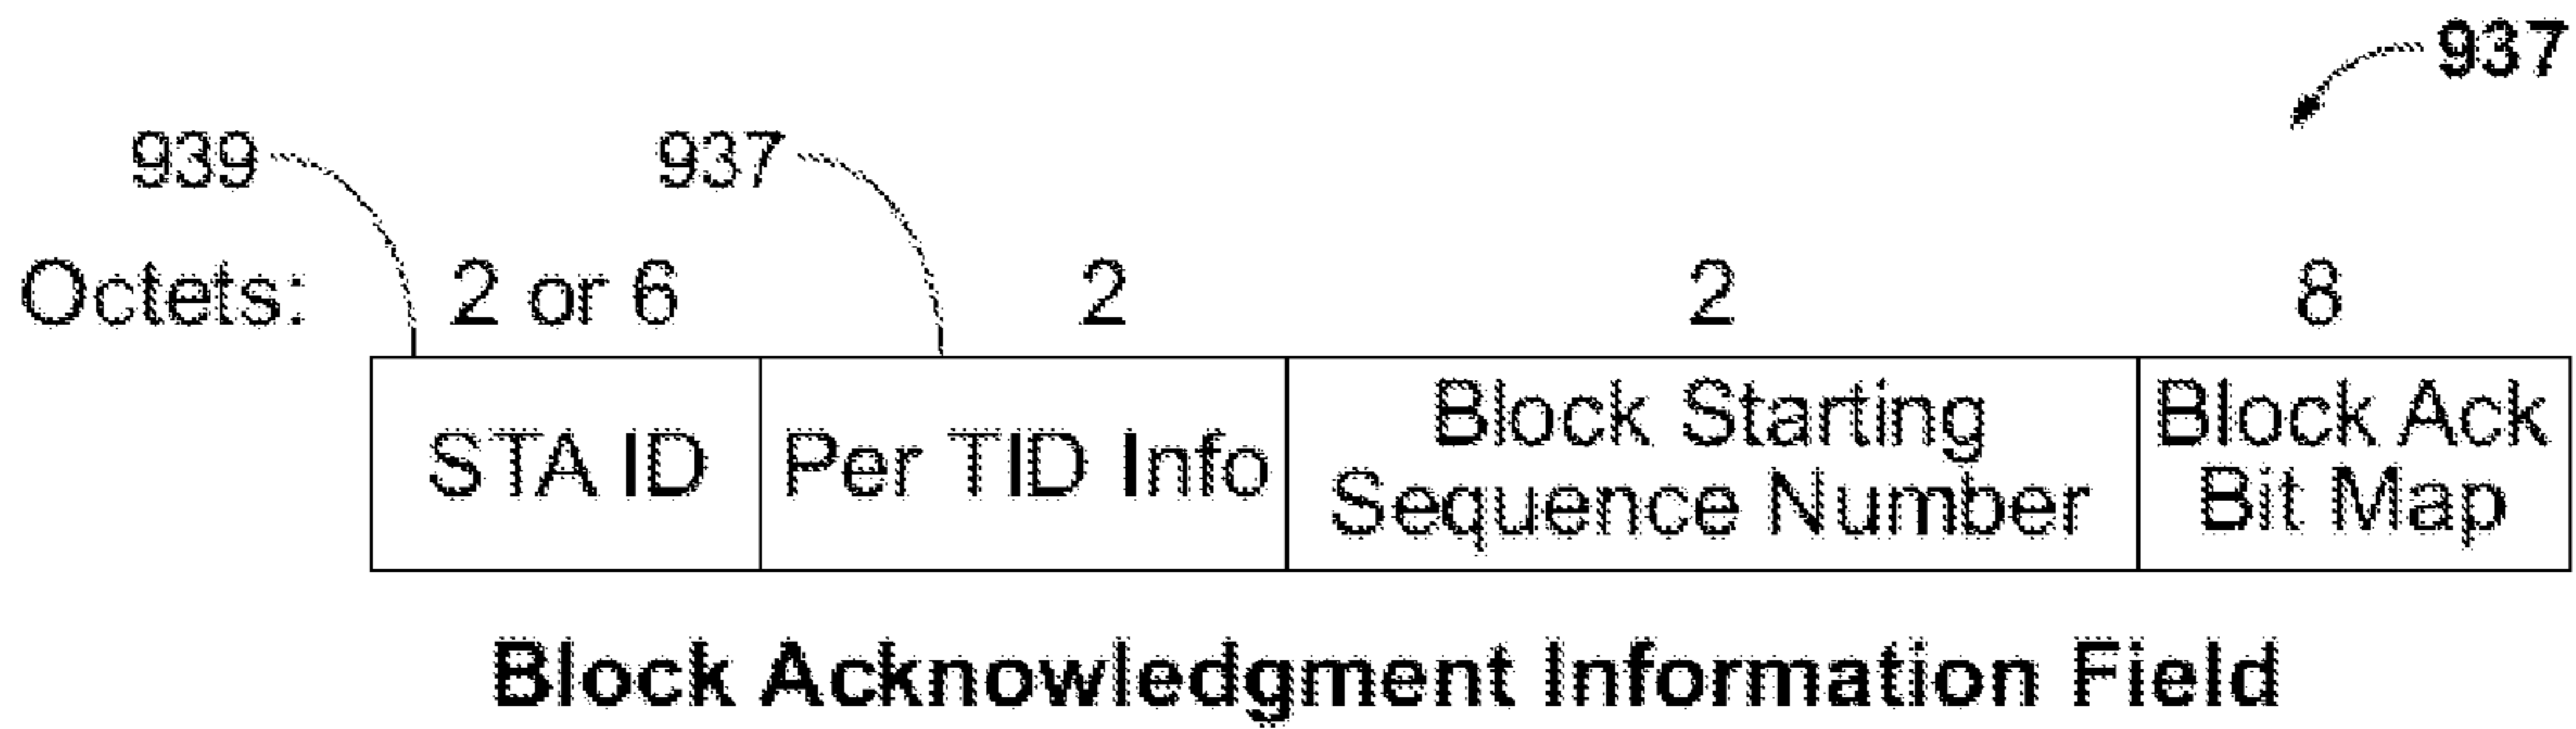 937
939 937
Octets: 2 or 6 2 2 8
STA ID Per TID Info Block Starting Sequence Number Block Ack Bit Map
Block Acknowledgment Information Field